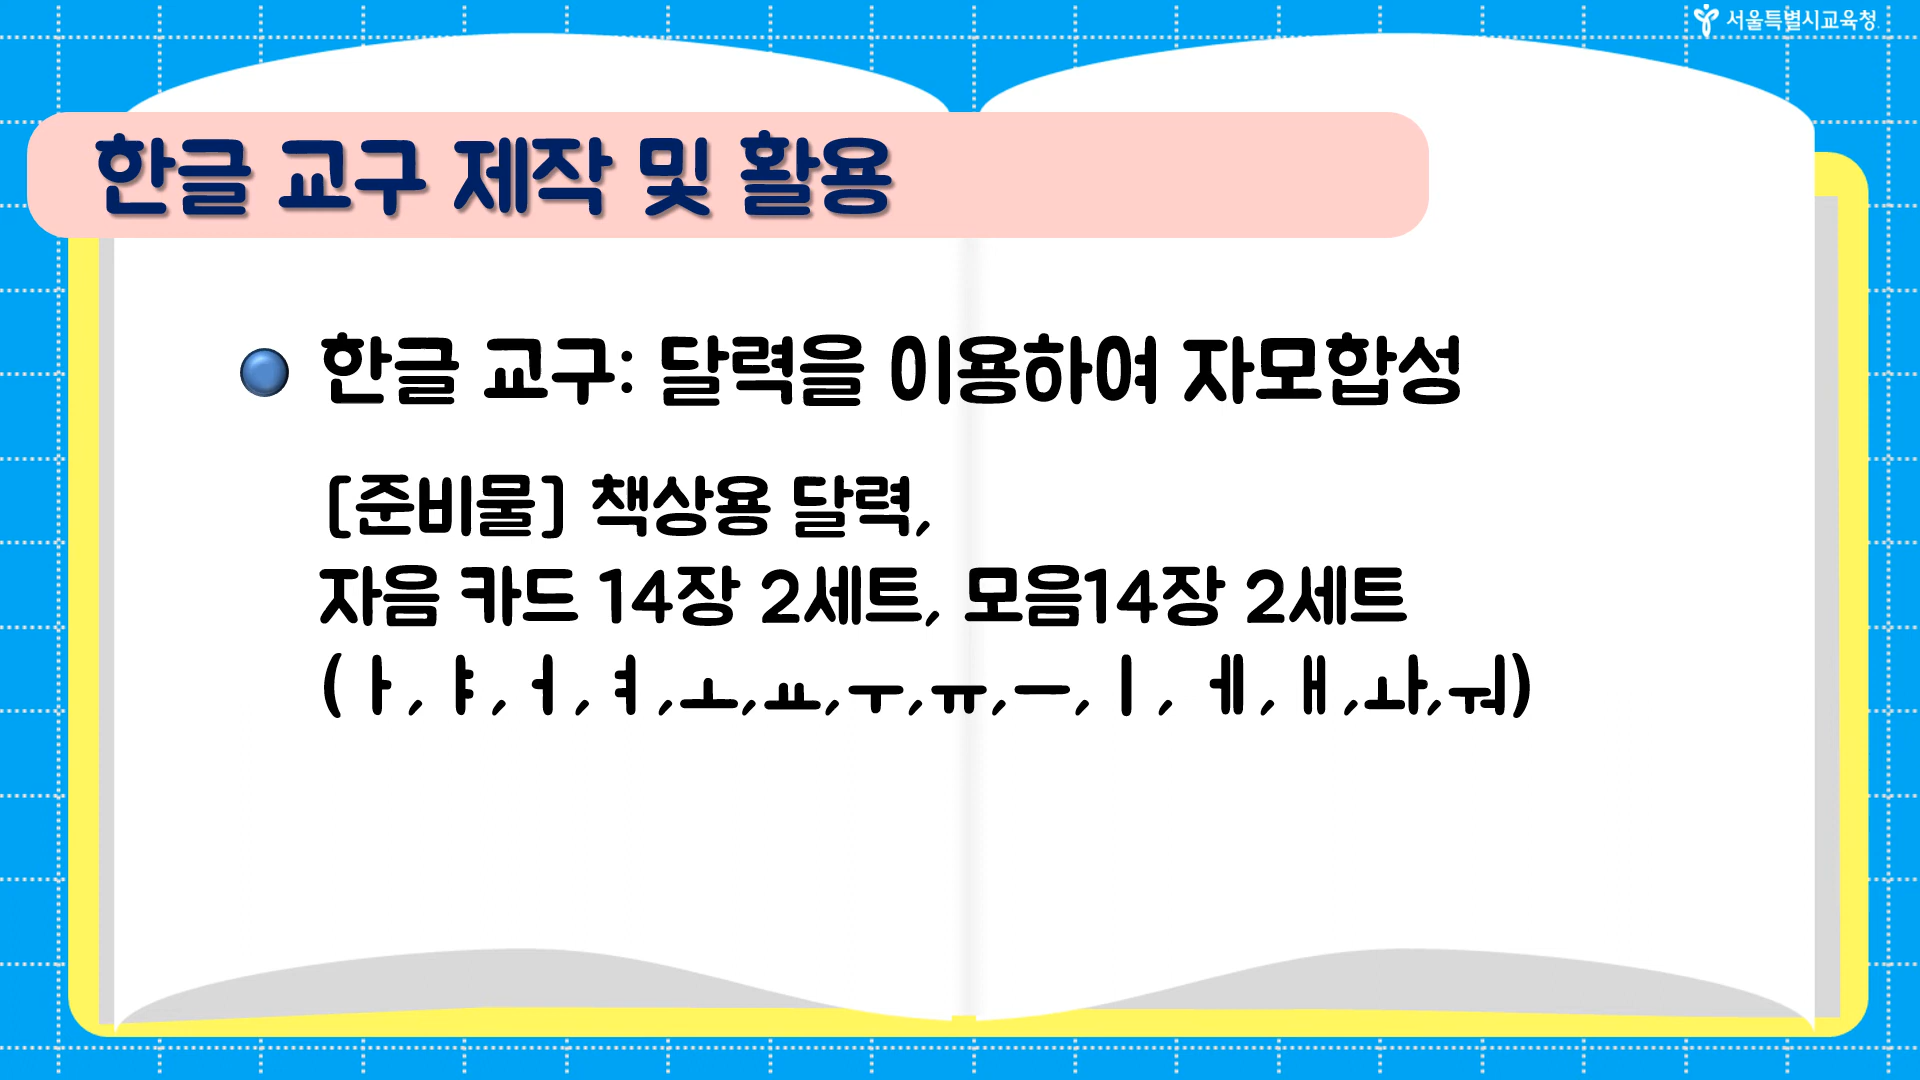 서울특별시교육청
한글 교구 제작 및 활용
한글 교구: 달력을 이용하여 자모합성
[준비물] 책상용 달력,
자음 카드 14장 2세트, 모음14장 2세트
(ㅏ,ㅑ,ㅓ,ㅕ,ㅗ,ㅛ,ㅜ,ㅠ,ㅡ,ㅣ, ㅔ,ㅐ,ㅘ,ㅝ)